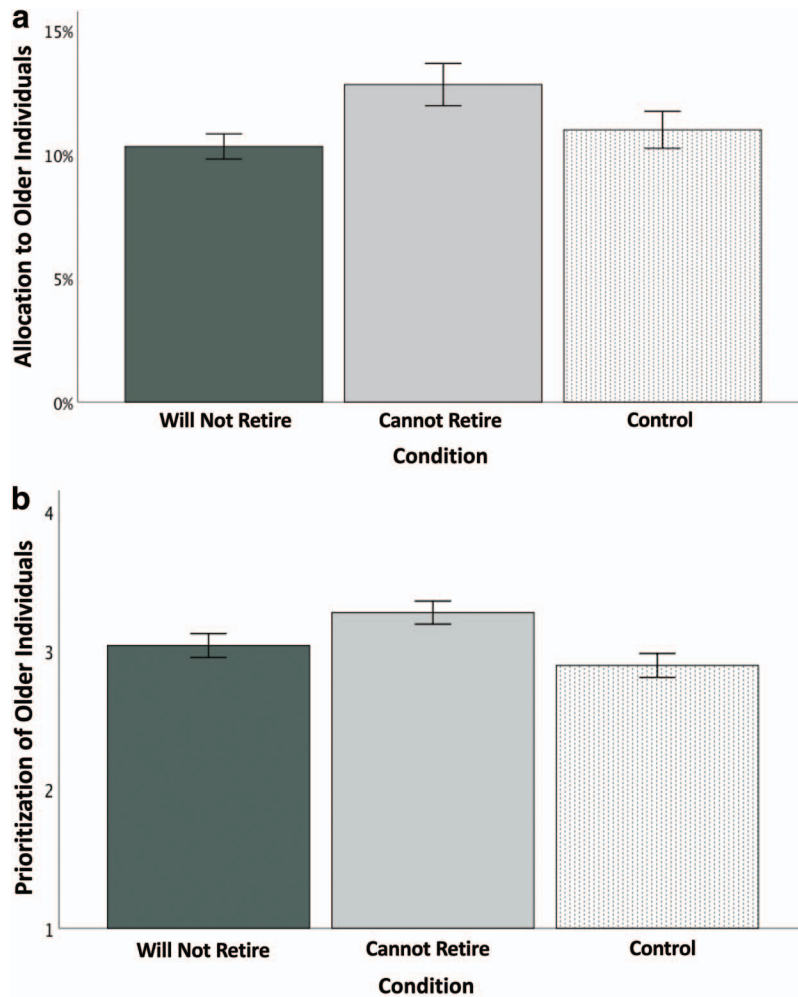 a
15%
10%
5%
0%
Allocation to Older Individuals
Will Not Retire
Cannot Retire
Control
Condition
b
4
3
2
1
Prioritization of Older Individuals
Will Not Retire
Cannot Retire
Control
Condition